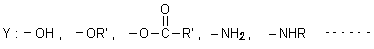 Y : −OH , −OR' , −O−C(=O)−R' , −NH₂ , −NHR ------